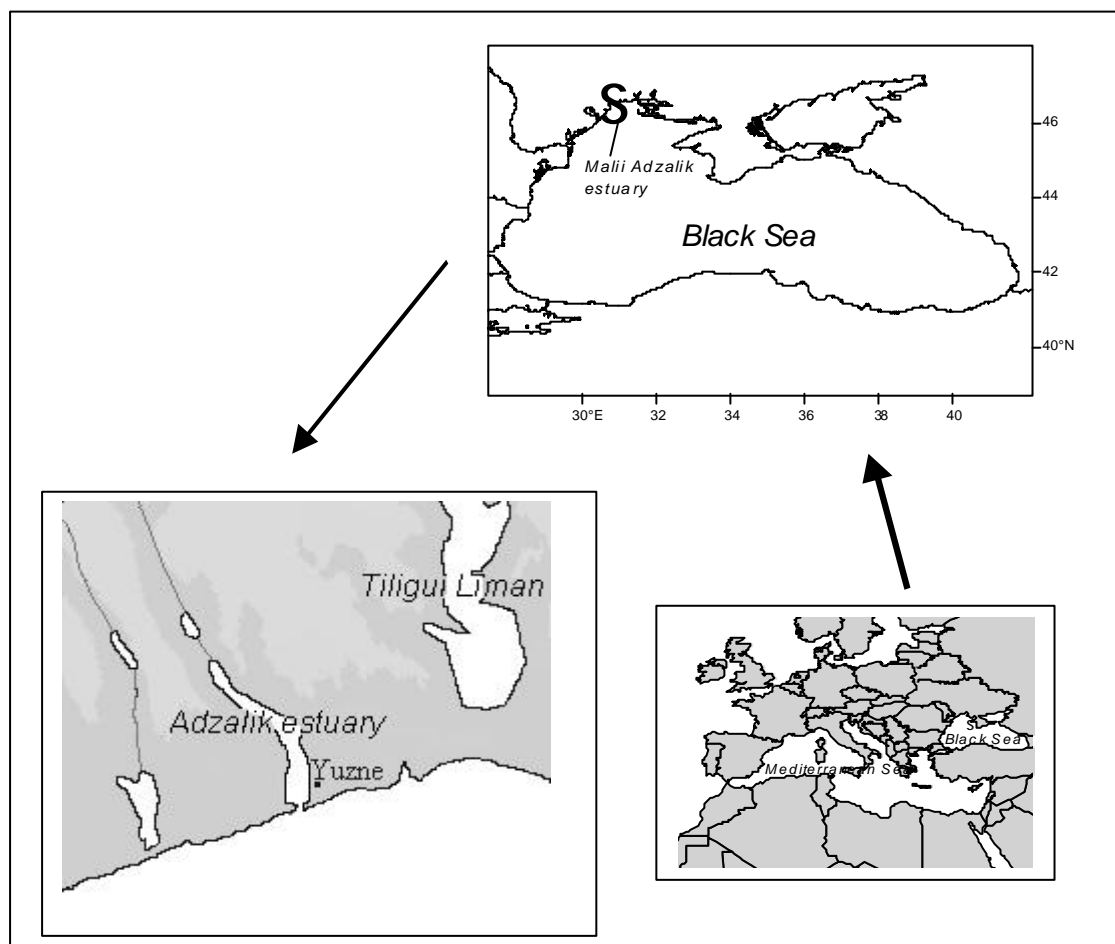 S
Malii Adzalik
estuary
Black Sea
46
44
42
40°N
30°E 32 34 36 38 40
Tiligui Liman
Adzalik estuary
Yuzne
S
Black Sea
Mediterranean Sea